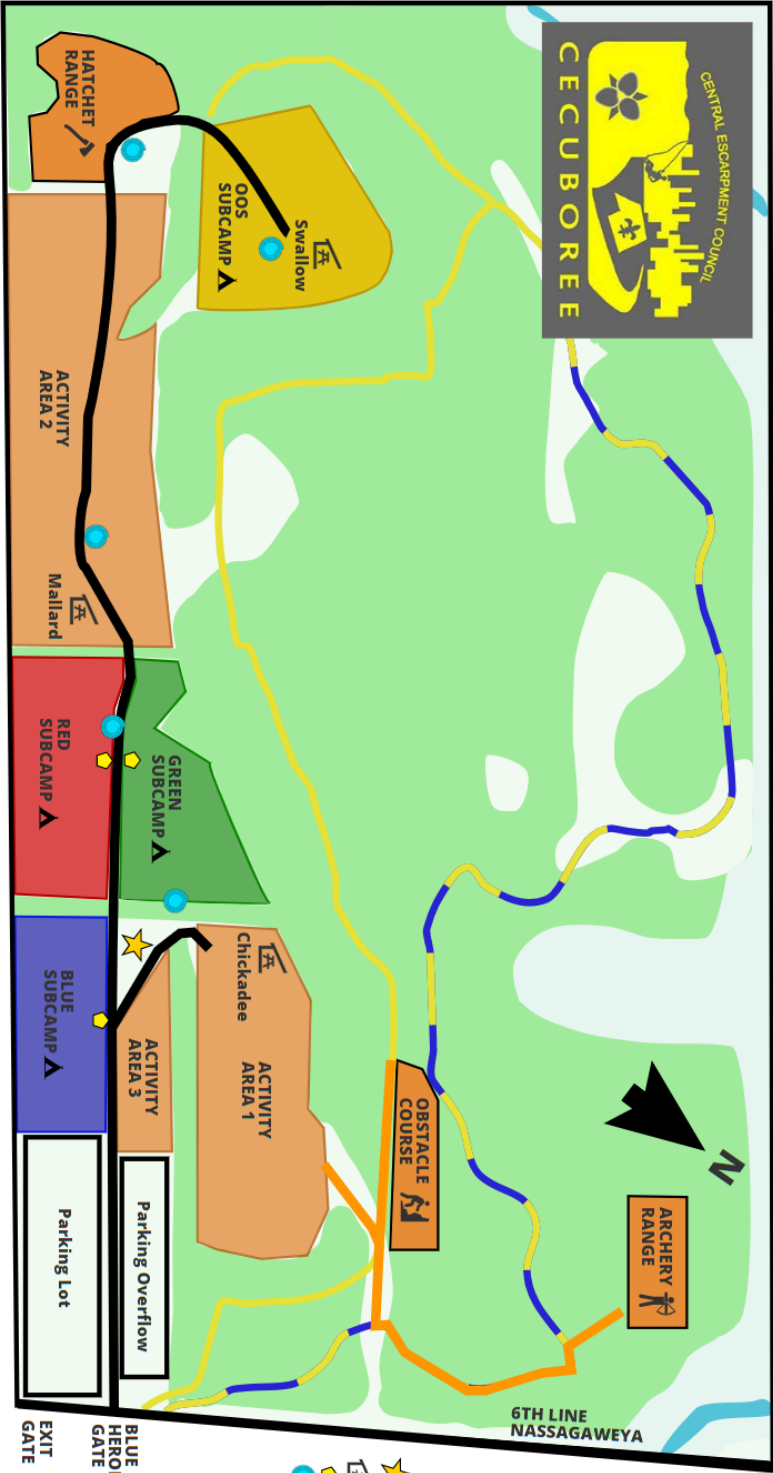 CENTRAL ESCARPMENT COUNCIL
CECUBOREE
HATCHET
RANGE
OOS
SUBCAMP
Swallow
ACTIVITY
AREA 2
Mallard
RED
SUBCAMP
GREEN
SUBCAMP
BLUE
SUBCAMP
Chickadee
ACTIVITY
AREA 1
ACTIVITY
AREA 3
OBSTACLE
COURSE
ARCHERY
RANGE
N
Parking Lot
Parking Overflow
6TH LINE
NASSAGAWEYA
BLUE
HERO
GATE
EXIT
GATE